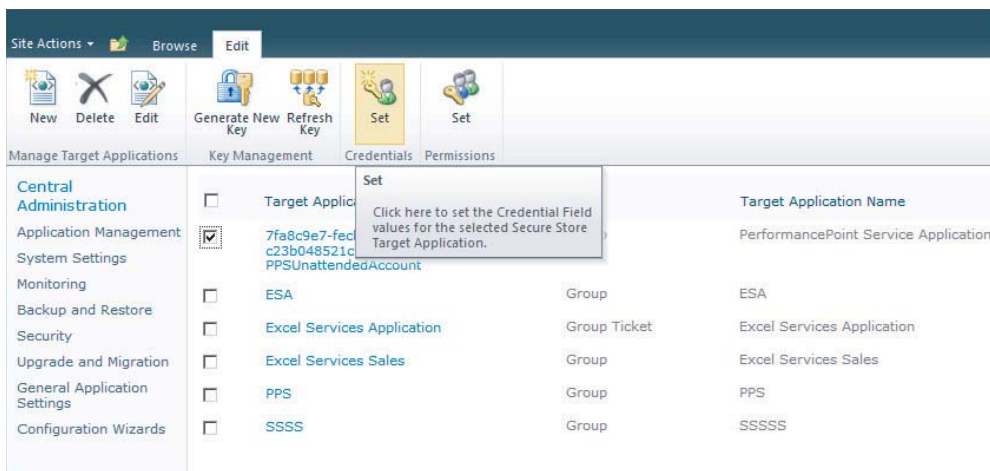 Site Actions
Browse
Edit
New
Delete
Edit
Generate New
Key
Refresh
Key
Set
Set
Manage Target Applications
Key Management
Credentials
Permissions
Set
Click here to set the Credential Field
values for the selected Secure Store
Target Application.
Central
Administration
Application Management
System Settings
Monitoring
Backup and Restore
Security
Upgrade and Migration
General Application
Settings
Configuration Wizards
Target
Target Application Name
PPSUnattendedAccount
PerformancePoint Service Application
ESA Group ESA
Excel Services Application Group Ticket Excel Services Application
Excel Services Sales Group Excel Services Sales
PPS Group PPS
SSSS Group SSSSS